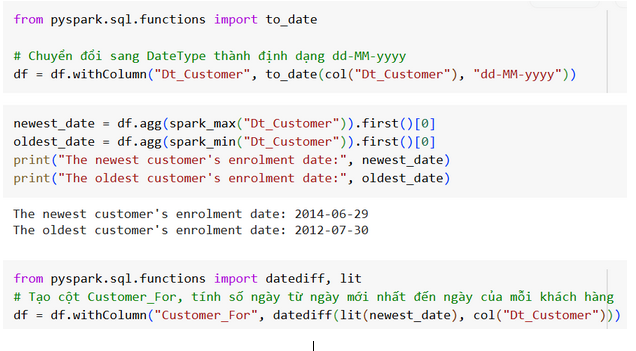 from pyspark.sql.functions import to_date
# Chuyển đổi sang DateType thành định dạng dd-MM-yyyy
df = df.withColumn("Dt_Customer", to_date(col("Dt_Customer"), "dd-MM-yyyy"))
newest_date = df.agg(spark_max("Dt_Customer")).first()[0]
oldest_date = df.agg(spark_min("Dt_Customer")).first()[0]
print("The newest customer's enrolment date:", newest_date)
print("The oldest customer's enrolment date:", oldest_date)
The newest customer's enrolment date: 2014-06-29
The oldest customer's enrolment date: 2012-07-30
from pyspark.sql.functions import datediff, lit
# Tạo cột Customer_For, tính số ngày từ ngày mới nhất đến ngày của mỗi khách hàng
df = df.withColumn("Customer_For", datediff(lit(newest_date), col("Dt_Customer")))